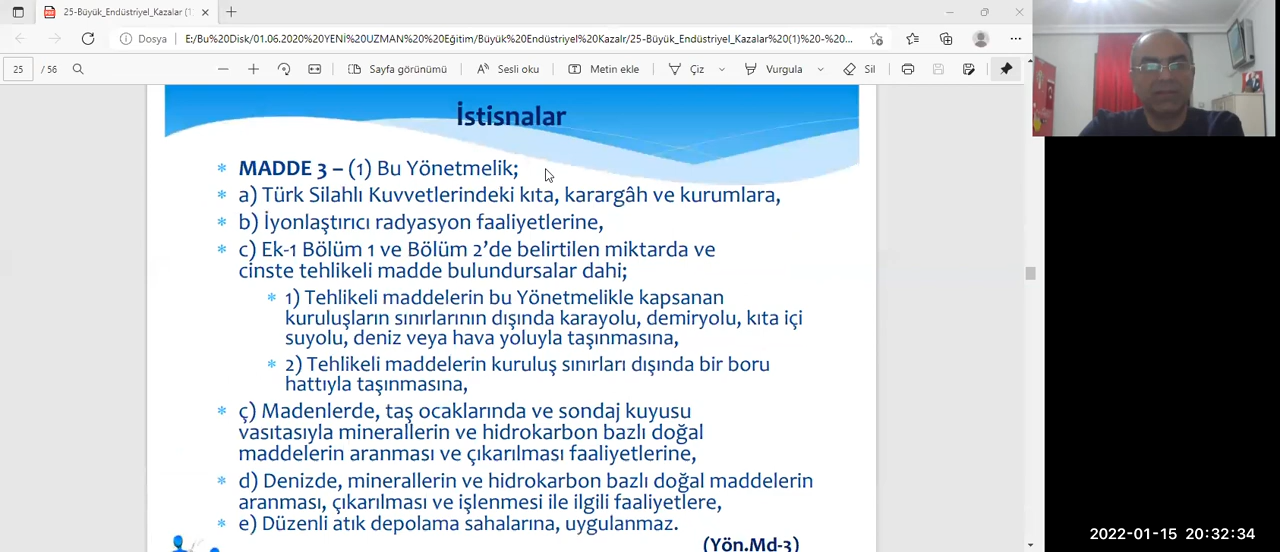 25-Büyük_Endüstriyel_Kazalar (1
Dosya
E:/Bu%20Disk/01.06.2020%20YENİ%20UZMAN%20%20Eğitim/Büyük%20Endüstriyel%20Kazalr/25-Büyük_Endüstriyel_Kazalar%20(1)%20-%20...
25 / 56
Sayfa görünümü
Sesli oku
Metin ekle
Çiz
Vurgula
Sil
İstisnalar
* MADDE 3 – (1) Bu Yönetmelik;
* a) Türk Silahlı Kuvvetlerindeki kıta, karargâh ve kurumlara,
* b) İyonlaştırıcı radyasyon faaliyetlerine,
* c) Ek-1 Bölüm 1 ve Bölüm 2’de belirtilen miktarda ve
cinste tehlikeli madde bulundursalar dahi;
* 1) Tehlikeli maddelerin bu Yönetmelikle kapsanan
kuruluşların sınırlarının dışında karayolu, demiryolu, kıta içi
suyolu, deniz veya hava yoluyla taşınmasına,
* 2) Tehlikeli maddelerin kuruluş sınırları dışında bir boru
hattıyla taşınmasına,
* ç) Madenlerde, taş ocaklarında ve sondaj kuyusu
vasıtasıyla minerallerin ve hidrokarbon bazlı doğal
maddelerin aranması ve çıkarılması faaliyetlerine,
* d) Denizde, minerallerin ve hidrokarbon bazlı doğal maddelerin
aranması, çıkarılması ve işlenmesi ile ilgili faaliyetlere,
* e) Düzenli atık depolama sahalarına, uygulanmaz.
(Yön.Md-3)
2022-01-15 20:32:34